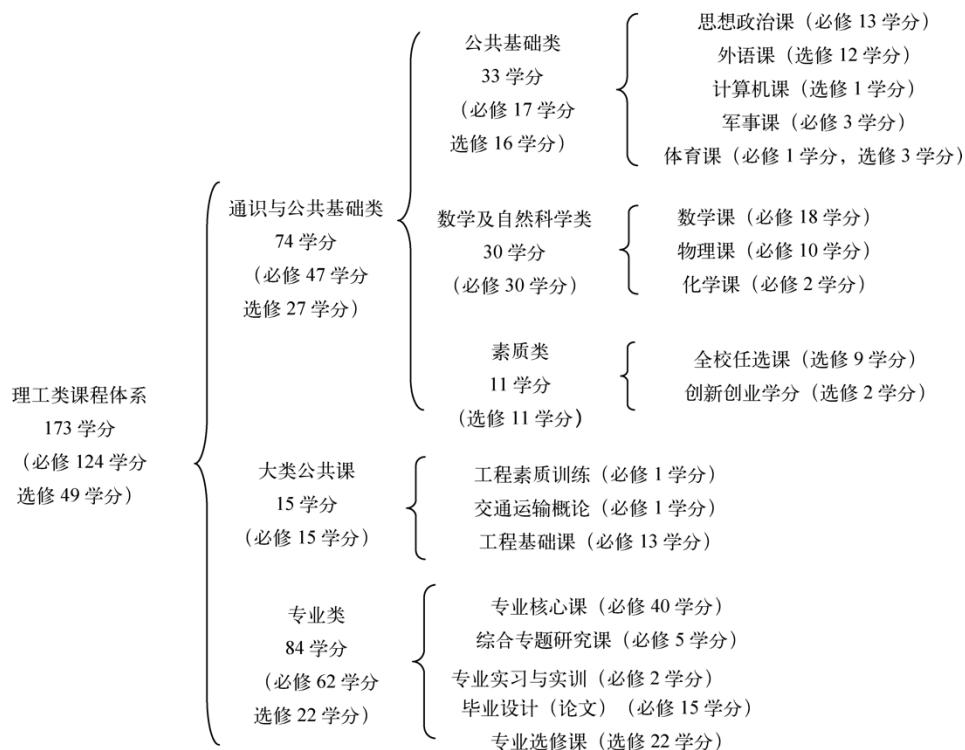 理工类课程体系
173 学分
（必修 124 学分
选修 49 学分）
通识与公共基础类
74 学分
（必修 47 学分
选修 27 学分）
公共基础类
33 学分
（必修 17 学分
选修 16 学分）
思想政治课（必修 13 学分）
外语课（选修 12 学分）
计算机课（选修 1 学分）
军事课（必修 3 学分）
体育课（必修 1 学分，选修 3 学分）
数学及自然科学类
30 学分
（必修 30 学分）
数学课（必修 18 学分）
物理课（必修 10 学分）
化学课（必修 2 学分）
素质类
11 学分
（选修 11 学分）
全校任选课（选修 9 学分）
创新创业学分（选修 2 学分）
大类公共课
15 学分
（必修 15 学分）
工程素质训练（必修 1 学分）
交通运输概论（必修 1 学分）
工程基础课（必修 13 学分）
专业类
84 学分
（必修 62 学分
选修 22 学分）
专业核心课（必修 40 学分）
综合专题研究课（必修 5 学分）
专业实习与实训（必修 2 学分）
毕业设计（论文）（必修 15 学分）
专业选修课（选修 22 学分）